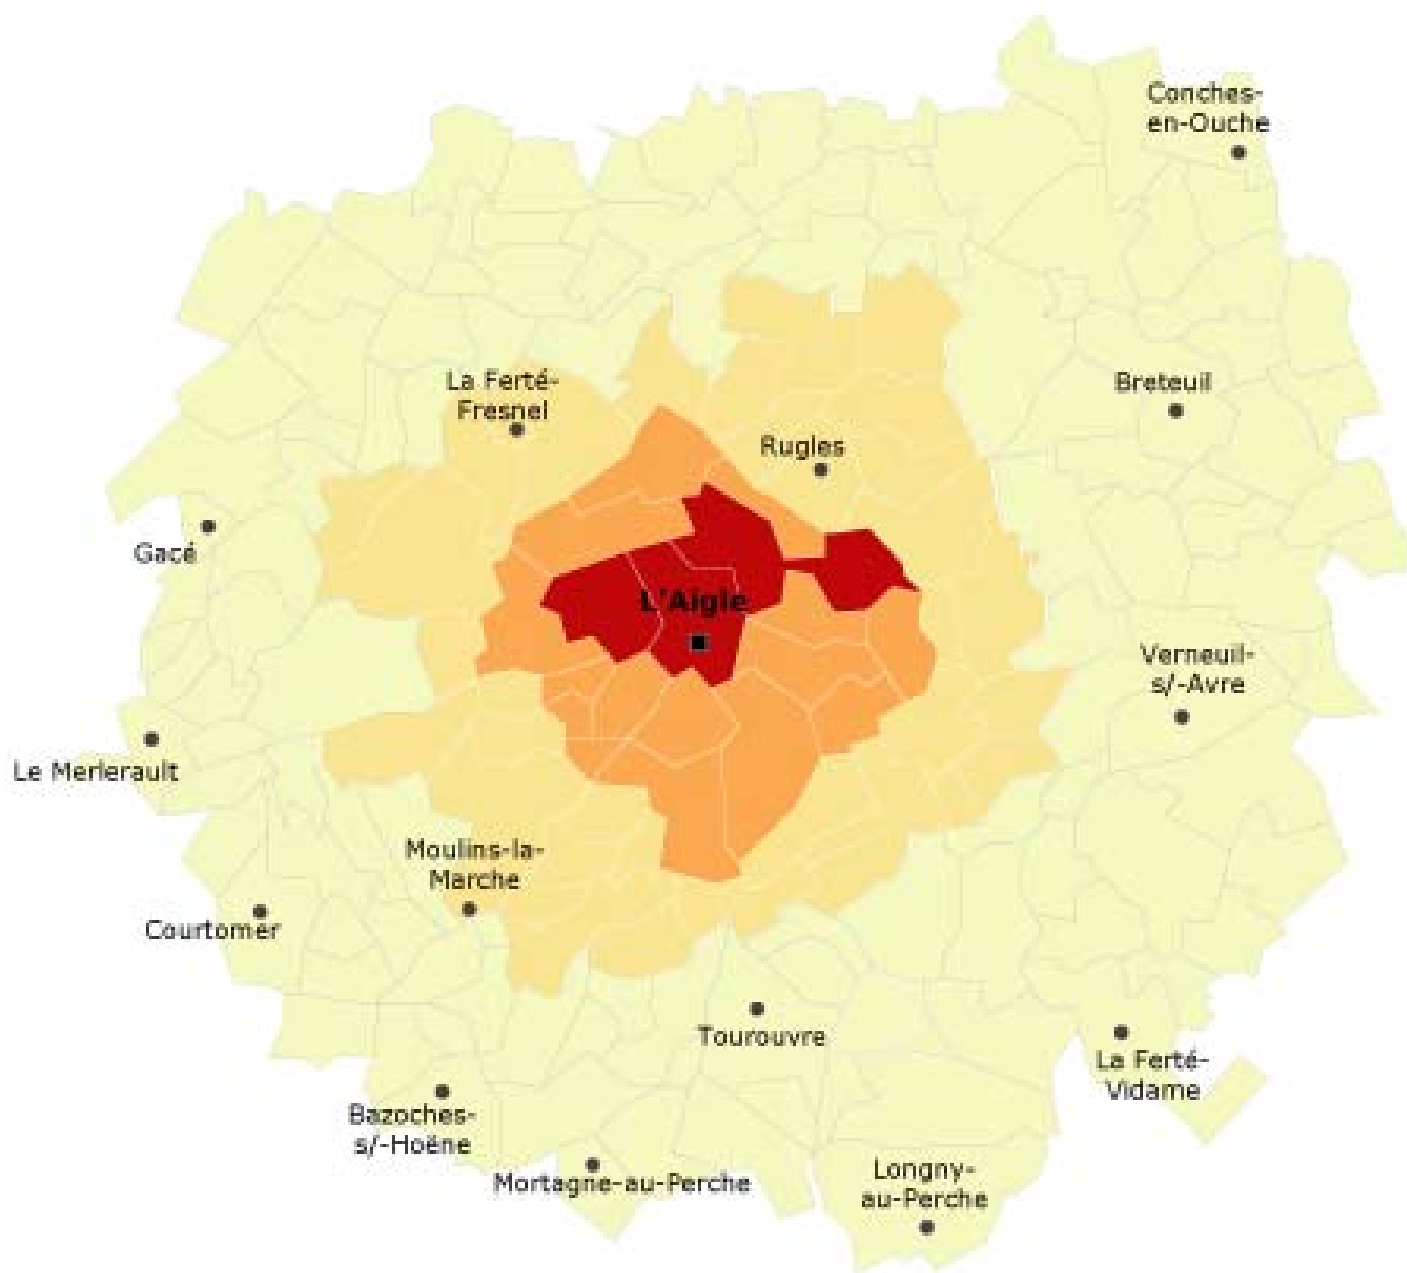 Conches-
en-Ouche
La Ferté-
Fresnel
Breteuil
Rugles
Gacé
L'Aigle
Verneuil-
s/-Avre
Le Merlerault
Moulins-la-
Marche
Courtomer
Tourouvre
La Ferté-
Vidame
Bazoches-
s/-Hoëne
Mortagne-au-Perche
Longny-
au-Perche